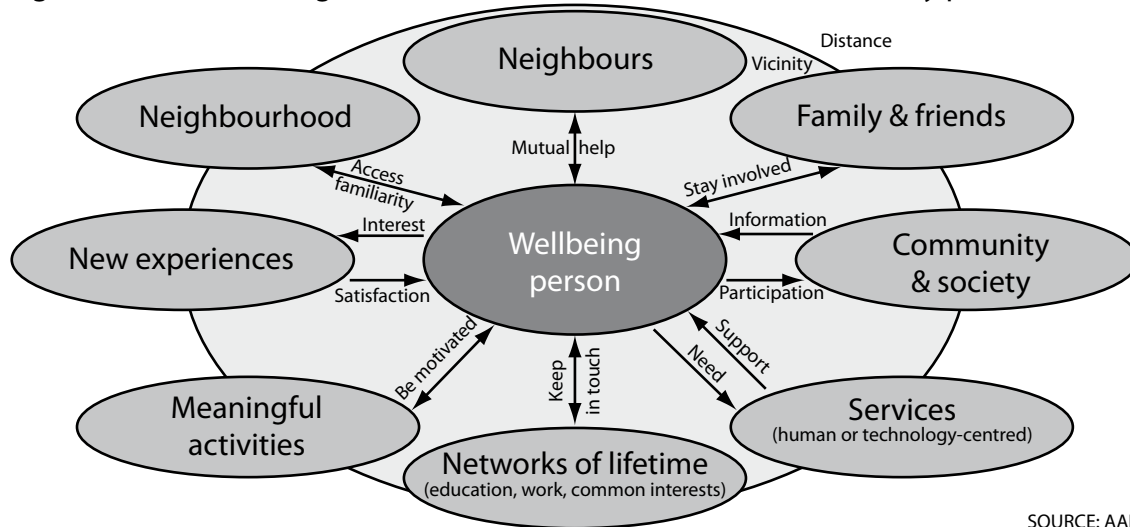 Distance
Neighbours
Vicinity
Neighbourhood
Family & friends
Mutual help
Access
familiarity
Stay involved
Interest
Information
New experiences
Wellbeing
person
Community
& society
Satisfaction
Participation
Be motivated
Keep
in touch
Need
Support
Meaningful
activities
Services
(human or technology-centred)
Networks of lifetime
(education, work, common interests)